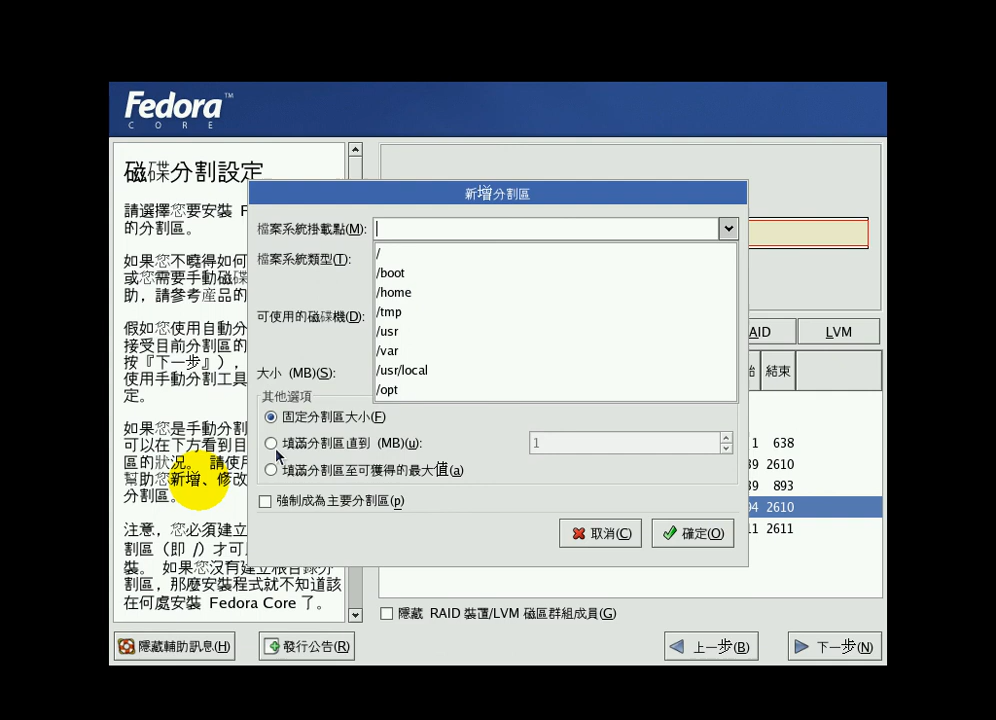 Fedora™
CORE
磁碟分割設定
請選擇您要安裝 F
的分割區。
如果您不曉得如何
或您需要手動磁碟
助，請參考産品的
假如您使用自動分
接受目前分割區的
按『下一步』），
使用手動分割工具
定。
如果您是手動分割
可以在下方看到目
區的狀況。 請使用
幫助您新增、修改
分割區。
注意，您必須建立
割區（即 /）才可
裝。 如果您沒有建立根目錄分
割區，那麼安裝程式就不知道該
在何處安裝 Fedora Core 了。
新增分割區
檔案系統掛載點(M):
檔案系統類型(T):
可使用的磁碟機(D):
大小 (MB)(S):
/
/boot
/home
/tmp
/usr
/var
/usr/local
/opt
其他選項
固定分割區大小(F)
填滿分割區直到 (MB)(u): 1
填滿分割區至可獲得的最大值(a)
強制成為主要分割區(p)
取消(C) 確定(O)
AID LVM
始 結束
1 638
39 2610
39 893
94 2610
11 2611
隱藏 RAID 裝置/LVM 磁區群組成員(G)
隱藏輔助訊息(H) 發行公告(R) 上一步(B) 下一步(N)